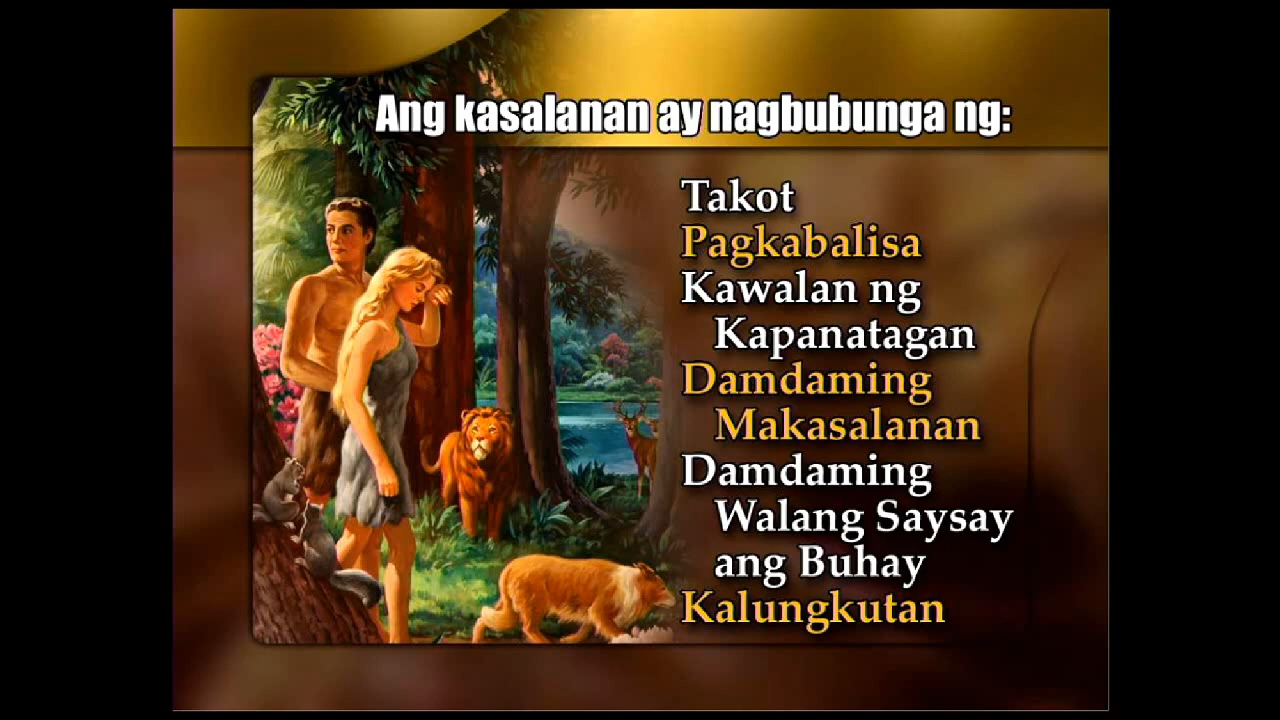 Ang kasalanan ay nagbubunga ng:
Takot
Pagkabalisa
Kawalan ng
Kapanatagan
Damdaming
Makasalanan
Damdaming
Walang Saysay
ang Buhay
Kalungkutan